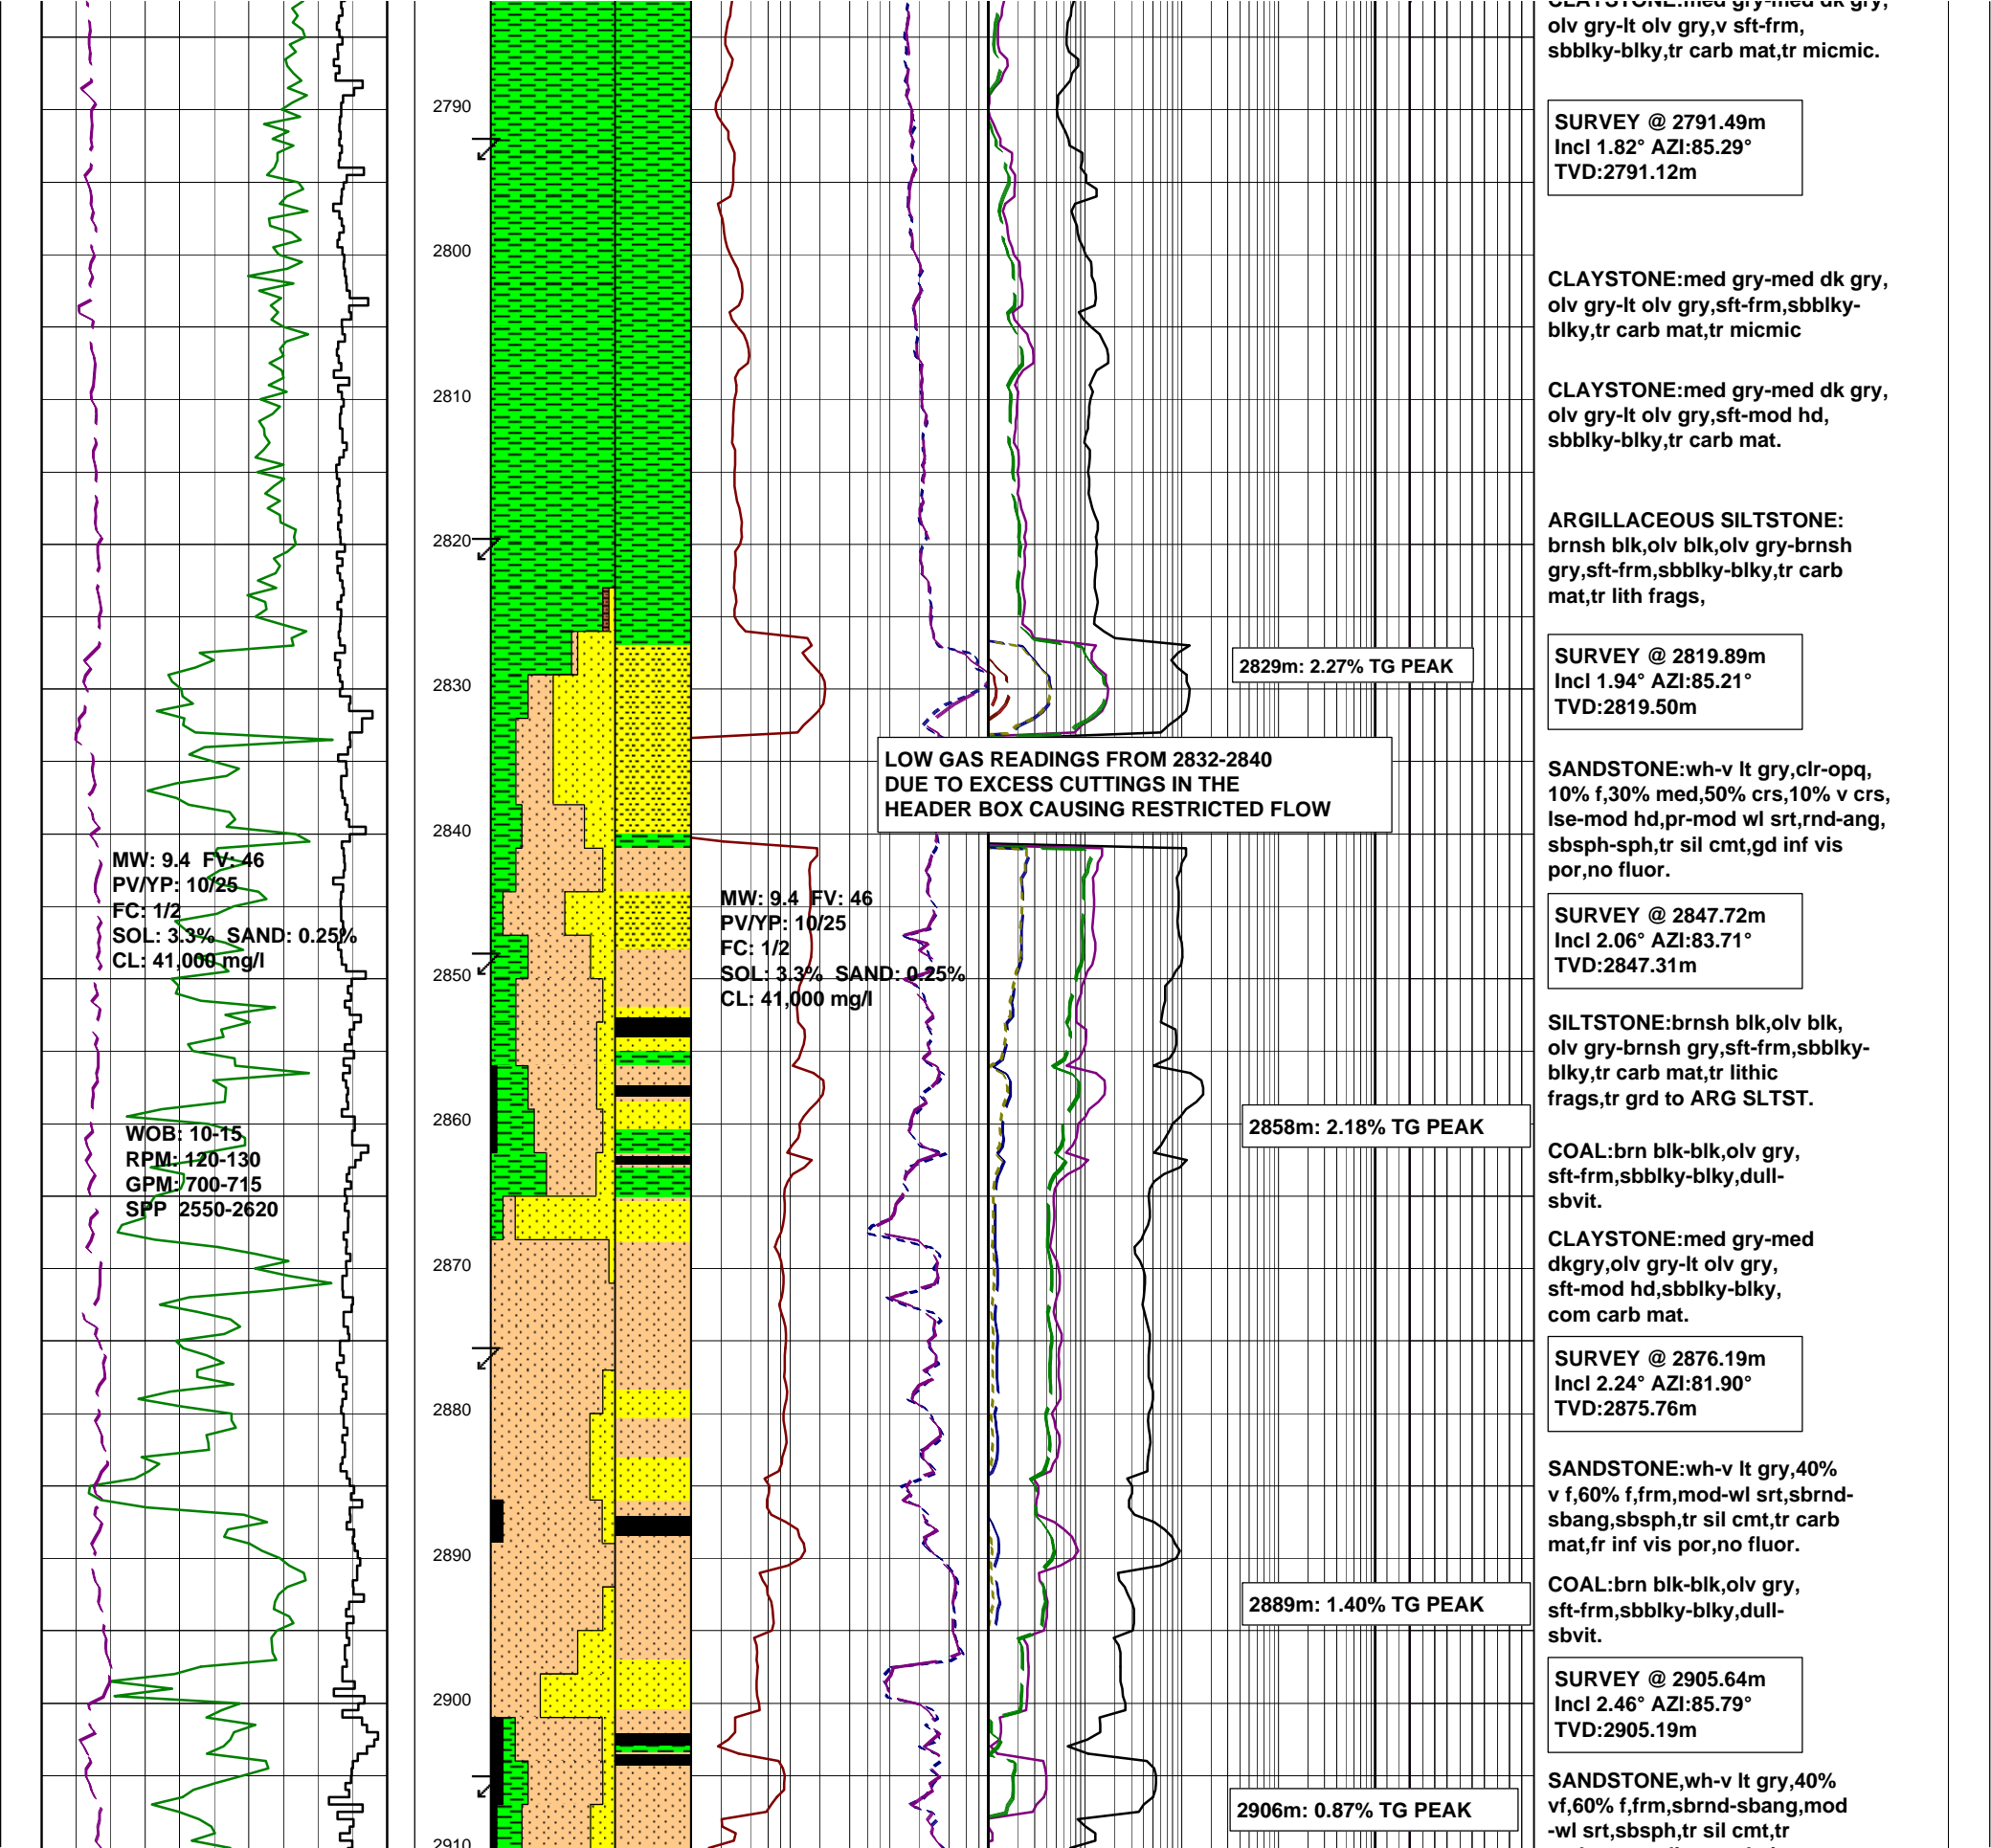 CLAYSTONE:med gry-med dk gry,
olv gry-lt olv gry,v sft-frm,
sbblky-blky,tr carb mat,tr micmic.
2790
SURVEY @ 2791.49m
Incl 1.82° AZI:85.29°
TVD:2791.12m
2800
CLAYSTONE:med gry-med dk gry,
olv gry-lt olv gry,sft-frm,sbblky-
blky,tr carb mat,tr micmic
2810
CLAYSTONE:med gry-med dk gry,
olv gry-lt olv gry,sft-mod hd,
sbblky-blky,tr carb mat.
2820
ARGILLACEOUS SILTSTONE:
brnsh blk,olv blk,olv gry-brnsh
gry,sft-frm,sbblky-blky,tr carb
mat,tr lith frags,
2829m: 2.27% TG PEAK
2830
SURVEY @ 2819.89m
Incl 1.94° AZI:85.21°
TVD:2819.50m
LOW GAS READINGS FROM 2832-2840
DUE TO EXCESS CUTTINGS IN THE
HEADER BOX CAUSING RESTRICTED FLOW
SANDSTONE:wh-v lt gry,clr-opq,
10% f,30% med,50% crs,10% v crs,
lse-mod hd,pr-mod wl srt,rnd-ang,
sbsph-sph,tr sil cmt,gd inf vis
por,no fluor.
2840
MW: 9.4  FV: 46
PV/YP: 10/25
FC: 1/2
SOL: 3.3%  SAND: 0.25%
CL: 41,000 mg/l
MW: 9.4  FV: 46
PV/YP: 10/25
FC: 1/2
SOL: 3.3%  SAND: 0.25%
CL: 41,000 mg/l
SURVEY @ 2847.72m
Incl 2.06° AZI:83.71°
TVD:2847.31m
2850
SILTSTONE:brnsh blk,olv blk,
olv gry-brnsh gry,sft-frm,sbblky-
blky,tr carb mat,tr lithic
frags,tr grd to ARG SLTST.
2860
2858m: 2.18% TG PEAK
WOB: 10-15
RPM: 120-130
GPM: 700-715
SPP  2550-2620
COAL:brn blk-blk,olv gry,
sft-frm,sbblky-blky,dull-
sbvit.
CLAYSTONE:med gry-med
dkgry,olv gry-lt olv gry,
sft-mod hd,sbblky-blky,
com carb mat.
2870
SURVEY @ 2876.19m
Incl 2.24° AZI:81.90°
TVD:2875.76m
2880
SANDSTONE:wh-v lt gry,40%
v f,60% f,frm,mod-wl srt,sbrnd-
sbang,sbsph,tr sil cmt,tr carb
mat,fr inf vis por,no fluor.
2890
2889m: 1.40% TG PEAK
COAL:brn blk-blk,olv gry,
sft-frm,sbblky-blky,dull-
sbvit.
2900
SURVEY @ 2905.64m
Incl 2.46° AZI:85.79°
TVD:2905.19m
2906m: 0.87% TG PEAK
SANDSTONE,wh-v lt gry,40%
vf,60% f,frm,sbrnd-sbang,mod
-wl srt,sbsph,tr sil cmt,tr
2910